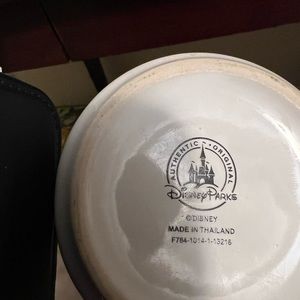 AUTHENTIC · ORIGINAL
Disney Parks
©DISNEY
MADE IN THAILAND
F784-1014-1-13216